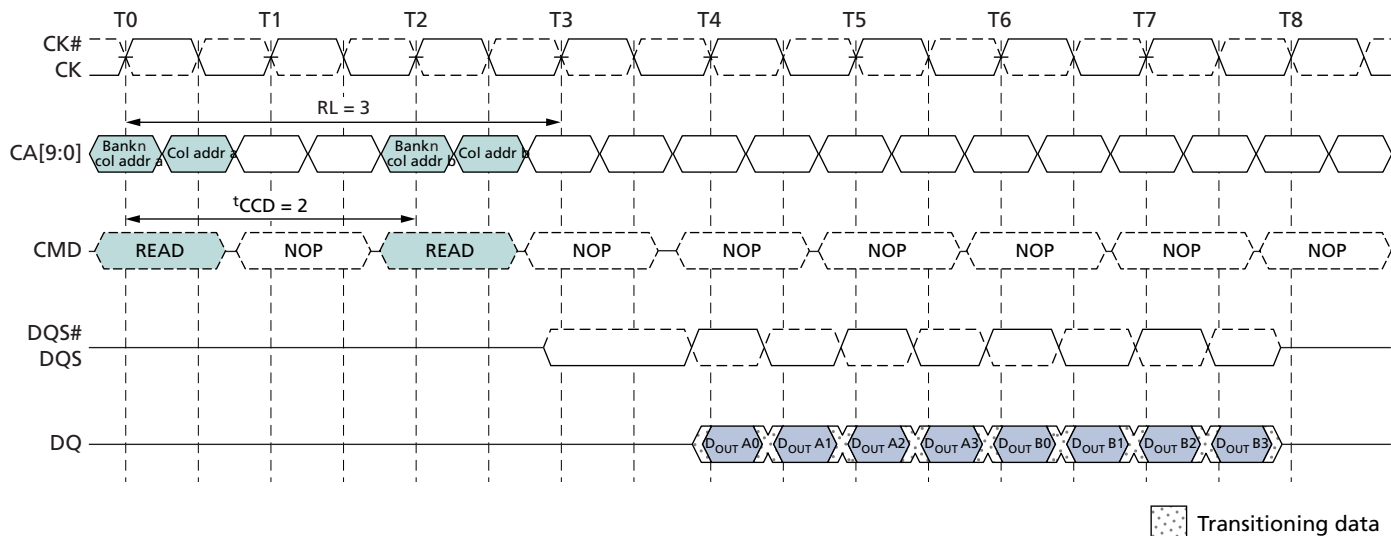 T0 T1 T2 T3 T4 T5 T6 T7 T8
CK#
CK
RL = 3
CA[9:0] Bankn col addr a Col addr a Bankn col addr b Col addr b
tCCD = 2
CMD READ NOP READ NOP NOP NOP NOP NOP NOP
DQS#
DQS
DQ DOUT A0 DOUT A1 DOUT A2 DOUT A3 DOUT B0 DOUT B1 DOUT B2 DOUT B3
Transitioning data